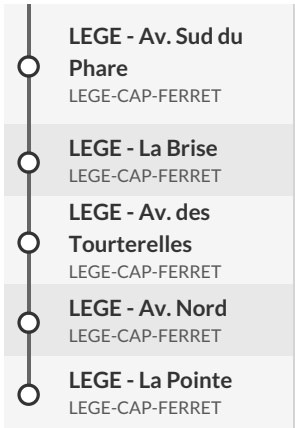 LEGE - Av. Sud du
Phare
LEGE-CAP-FERRET
LEGE - La Brise
LEGE-CAP-FERRET
LEGE - Av. des
Tourterelles
LEGE-CAP-FERRET
LEGE - Av. Nord
LEGE-CAP-FERRET
LEGE - La Pointe
LEGE-CAP-FERRET